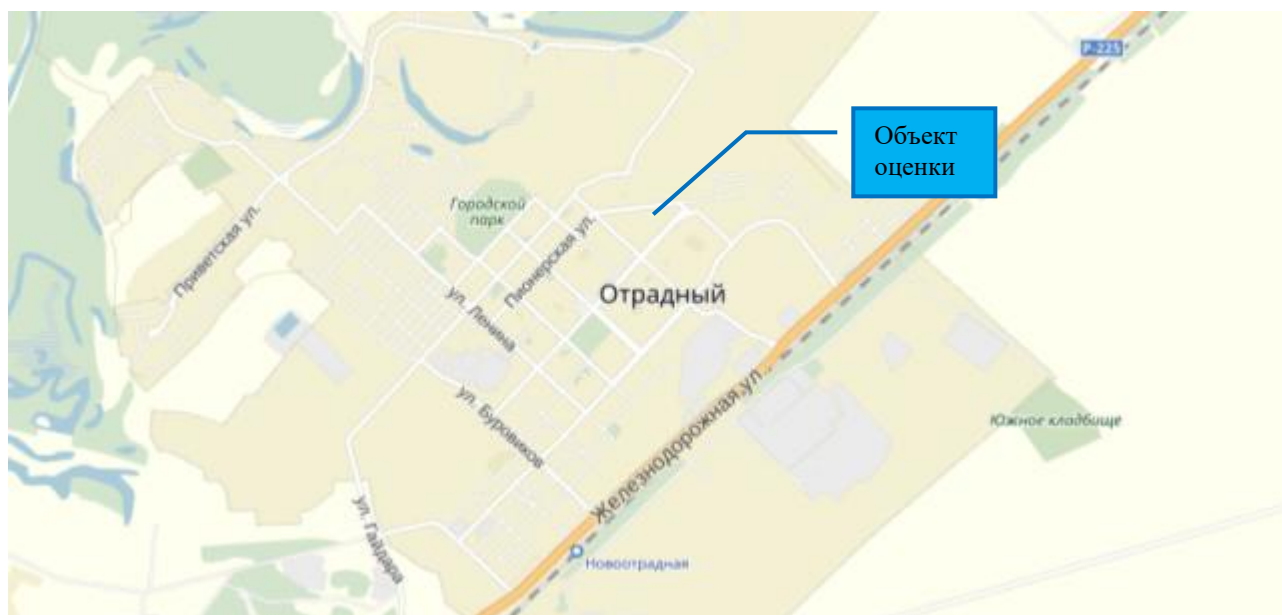 Р-225
Объект
оценки
Городской
парк
Приветская ул.
Пионерская ул.
Отрадный
ул. Ленина
ул. Буровиков
Железнодорожная ул.
Южное кладбище
ул. Гайдара
Новоотрадная